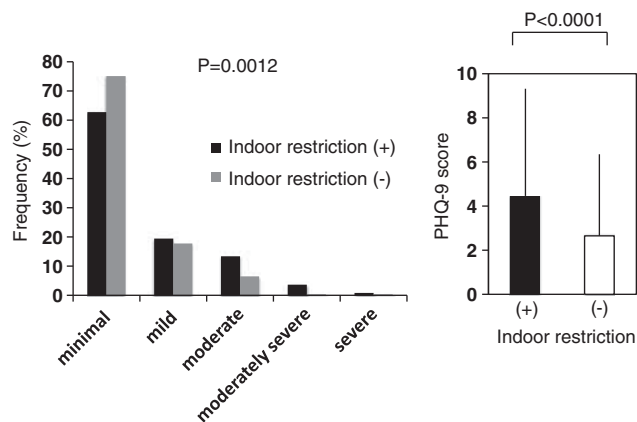 P=0.0012
Frequency (%)
80
70
60
50
40
30
20
10
0
Indoor restriction (+)
Indoor restriction (-)
minimal
mild
moderate
moderately severe
severe
P<0.0001
PHQ-9 score
10
8
6
4
2
0
(+) (-)
Indoor restriction